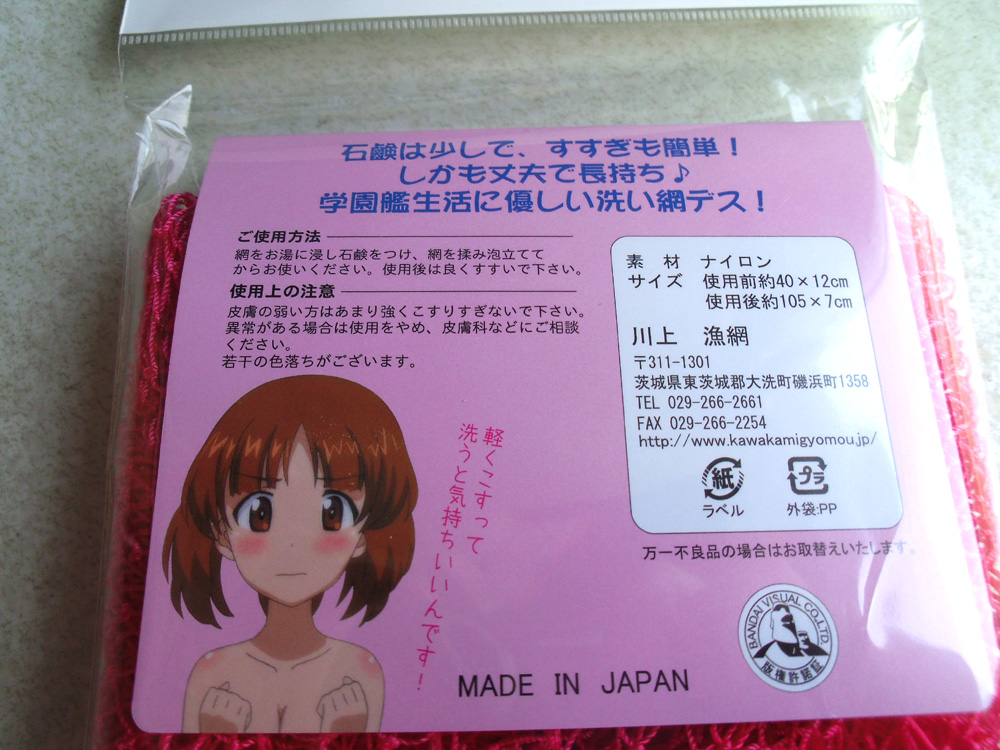 石鹸は少しで、すすぎも簡単！
しかも丈夫で長持ち♪
学園艦生活に優しい洗い網デス！
ご使用方法
網をお湯に浸し石鹸をつけ、網を揉み泡立てて
からお使いください。使用後は良くすすいで下さい。
使用上の注意
皮膚の弱い方はあまり強くこすりすぎないで下さい。
異常がある場合は使用をやめ、皮膚科などにご相談
ください。
若干の色落ちがございます。
素材 ナイロン
サイズ 使用前約40×12cm
使用後約105×7cm
川上 漁網
〒311-1301
茨城県東茨城郡大洗町磯浜町1358
TEL 029-266-2661
FAX 029-266-2254
http://www.kawakamigyomou.jp/
紙
ラベル
プラ
外袋:PP
万一不良品の場合はお取替えいたします。
軽くこすって
洗うと気持ちいいんです！
BANDAI VISUAL CO.,LTD.
版権許諾証
MADE IN JAPAN